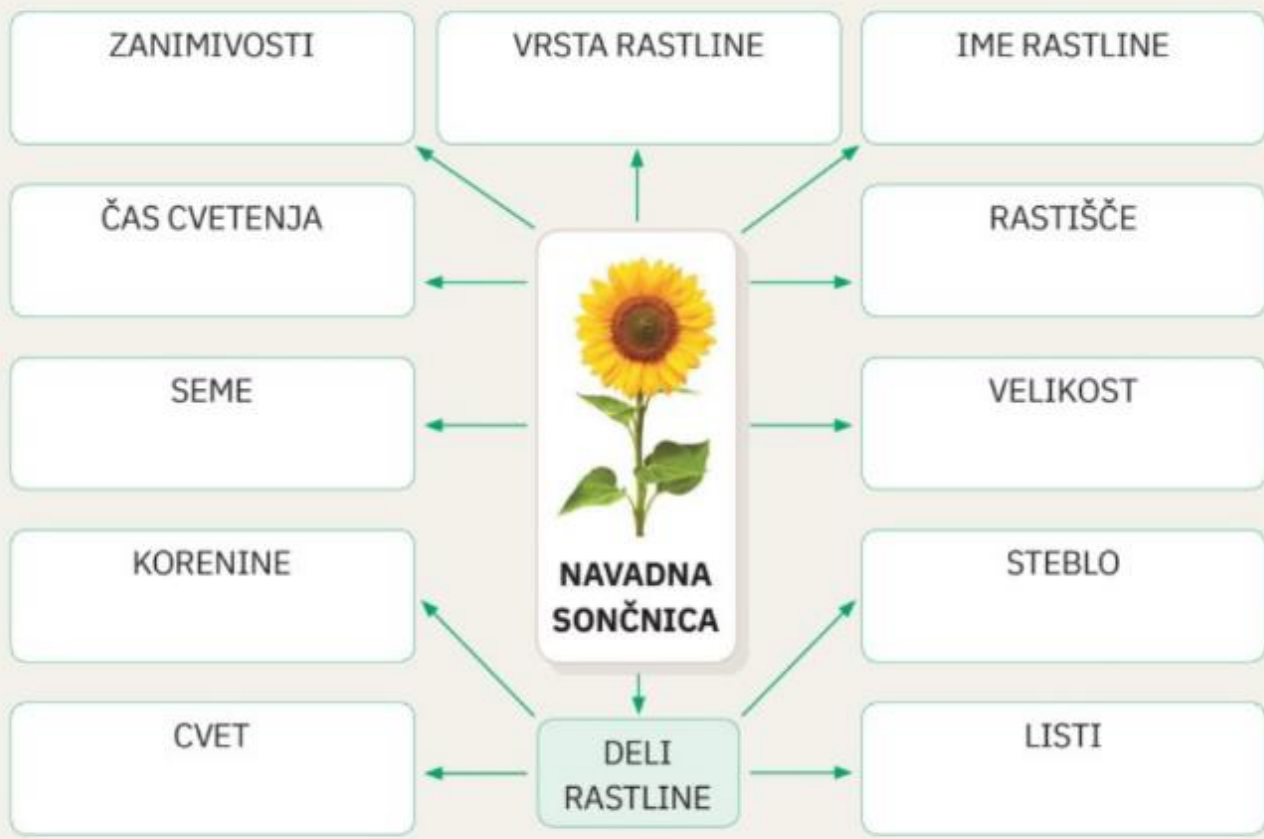 ZANIMIVOSTI
VRSTA RASTLINE
IME RASTLINE
ČAS CVETENJA
RASTIŠČE
SEME
VELIKOST
KORENINE
NAVADNA
SONČNICA
STEBLO
CVET
DELI
RASTLINE
LISTI